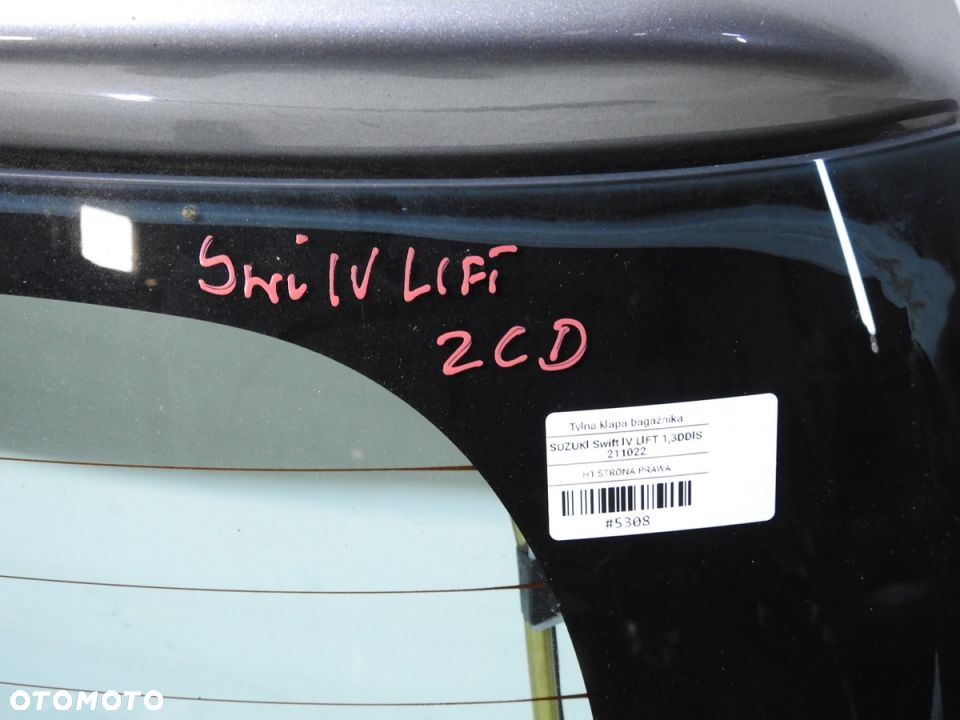 Swi IV LIFT
2CD
Tylna klapa bagażnika
SUZUKI Swift IV LIFT 1,3DDIS
211022
H1 STRONA PRAWA
#5308
OTOMOTO